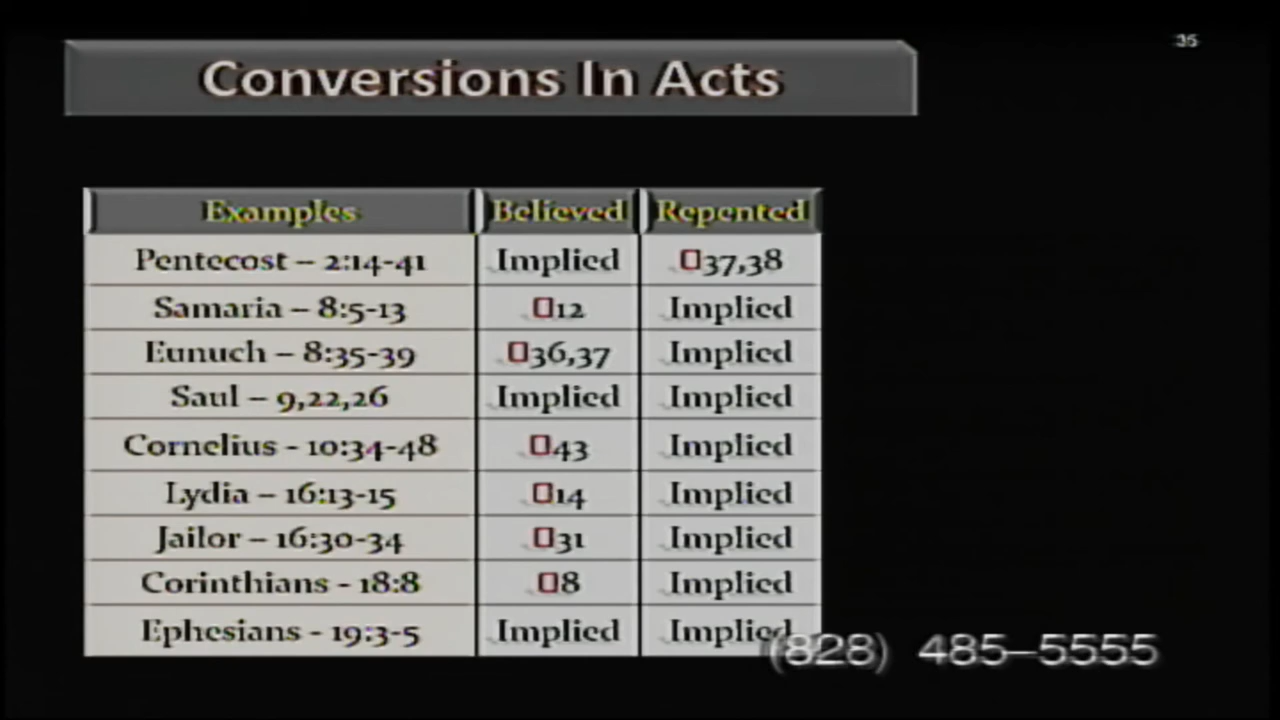 35
Conversions In Acts
Examples Believed Repented
Pentecost – 2:14-41 Implied 37,38
Samaria – 8:5-13 12 Implied
Eunuch – 8:35-39 36,37 Implied
Saul – 9,22,26 Implied Implied
Cornelius - 10:34-48 43 Implied
Lydia – 16:13-15 14 Implied
Jailor – 16:30-34 31 Implied
Corinthians - 18:8 8 Implied
Ephesians - 19:3-5 Implied Implied
(828) 485–5555